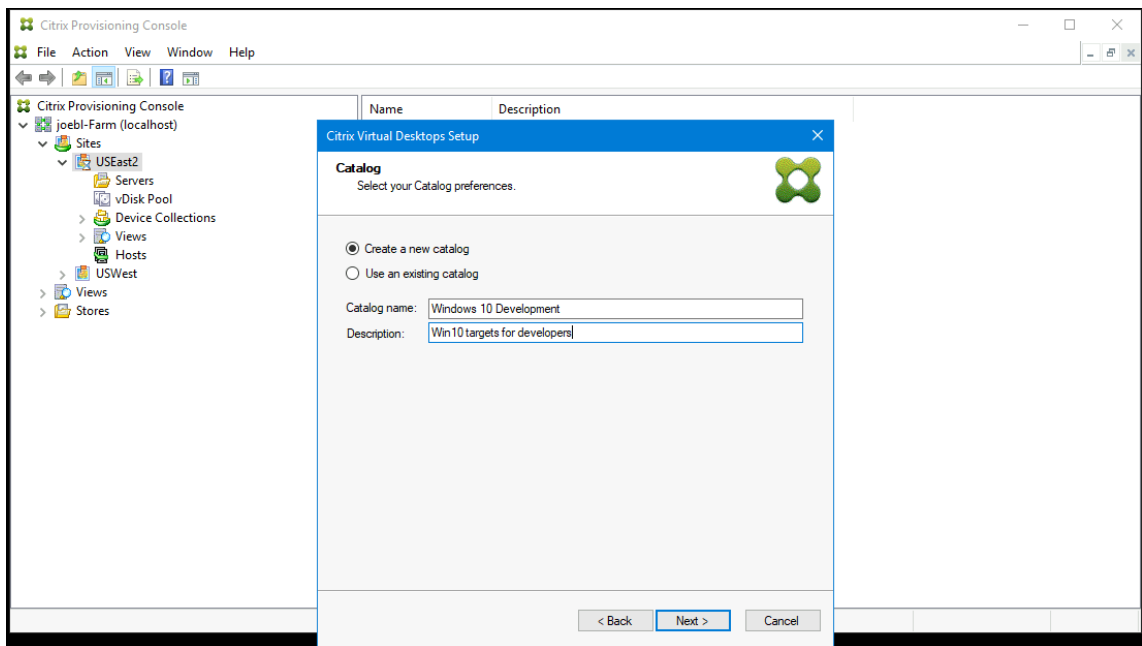 Citrix Provisioning Console
File Action View Window Help
Citrix Provisioning Console
joebl-Farm (localhost)
Sites
USEast2
Servers
vDisk Pool
Device Collections
Views
Hosts
USWest
Views
Stores
Name Description
Citrix Virtual Desktops Setup
Catalog
Select your Catalog preferences.
Create a new catalog
Use an existing catalog
Catalog name: Windows 10 Development
Description: Win10 targets for developers
< Back Next > Cancel